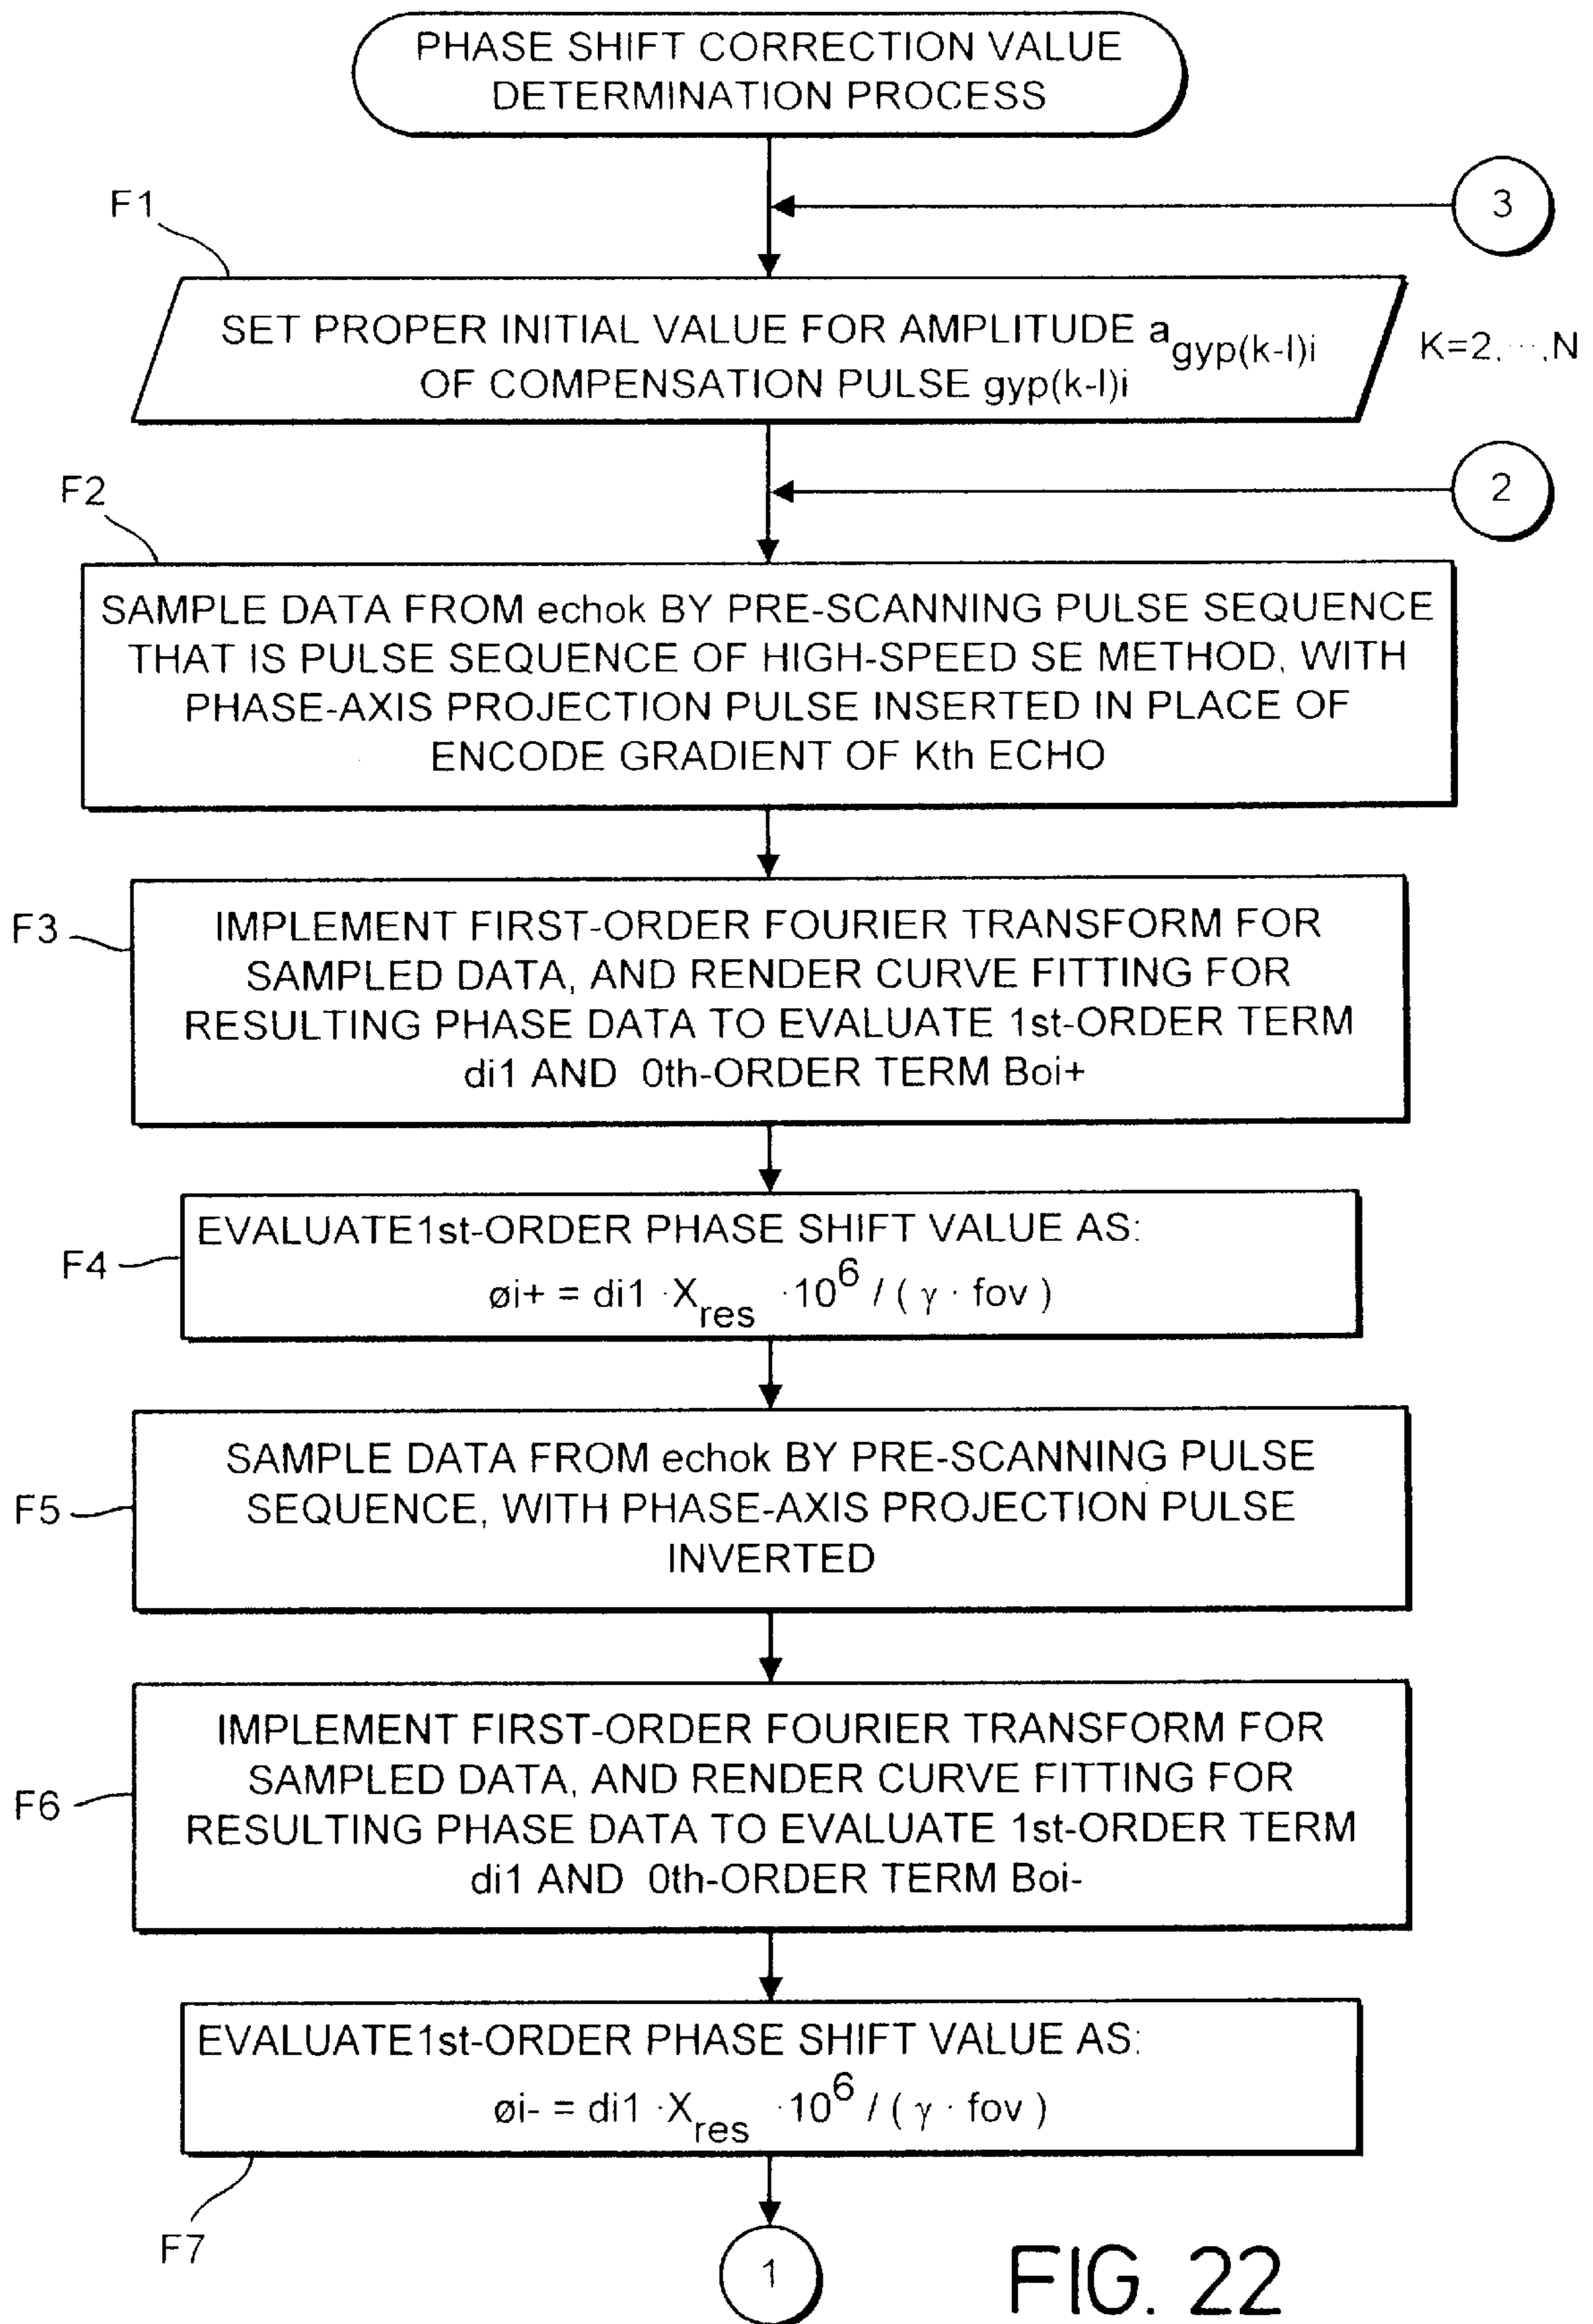 PHASE SHIFT CORRECTION VALUE
DETERMINATION PROCESS
3
F1
SET PROPER INITIAL VALUE FOR AMPLITUDE a gyp(k-l)i
OF COMPENSATION PULSE gyp(k-l)i
K=2,···,N
2
F2
SAMPLE DATA FROM echok BY PRE-SCANNING PULSE SEQUENCE
THAT IS PULSE SEQUENCE OF HIGH-SPEED SE METHOD, WITH
PHASE-AXIS PROJECTION PULSE INSERTED IN PLACE OF
ENCODE GRADIENT OF Kth ECHO
F3
IMPLEMENT FIRST-ORDER FOURIER TRANSFORM FOR
SAMPLED DATA, AND RENDER CURVE FITTING FOR
RESULTING PHASE DATA TO EVALUATE 1st-ORDER TERM
di1 AND 0th-ORDER TERM Boi+
F4
EVALUATE1st-ORDER PHASE SHIFT VALUE AS:
øi+ = di1 ·X_res ·10^6 / ( γ · fov )
F5
SAMPLE DATA FROM echok BY PRE-SCANNING PULSE
SEQUENCE, WITH PHASE-AXIS PROJECTION PULSE
INVERTED
F6
IMPLEMENT FIRST-ORDER FOURIER TRANSFORM FOR
SAMPLED DATA, AND RENDER CURVE FITTING FOR
RESULTING PHASE DATA TO EVALUATE 1st-ORDER TERM
di1 AND 0th-ORDER TERM Boi-
EVALUATE1st-ORDER PHASE SHIFT VALUE AS:
øi- = di1 ·X_res ·10^6 / ( γ · fov )
F7
1
FIG. 22